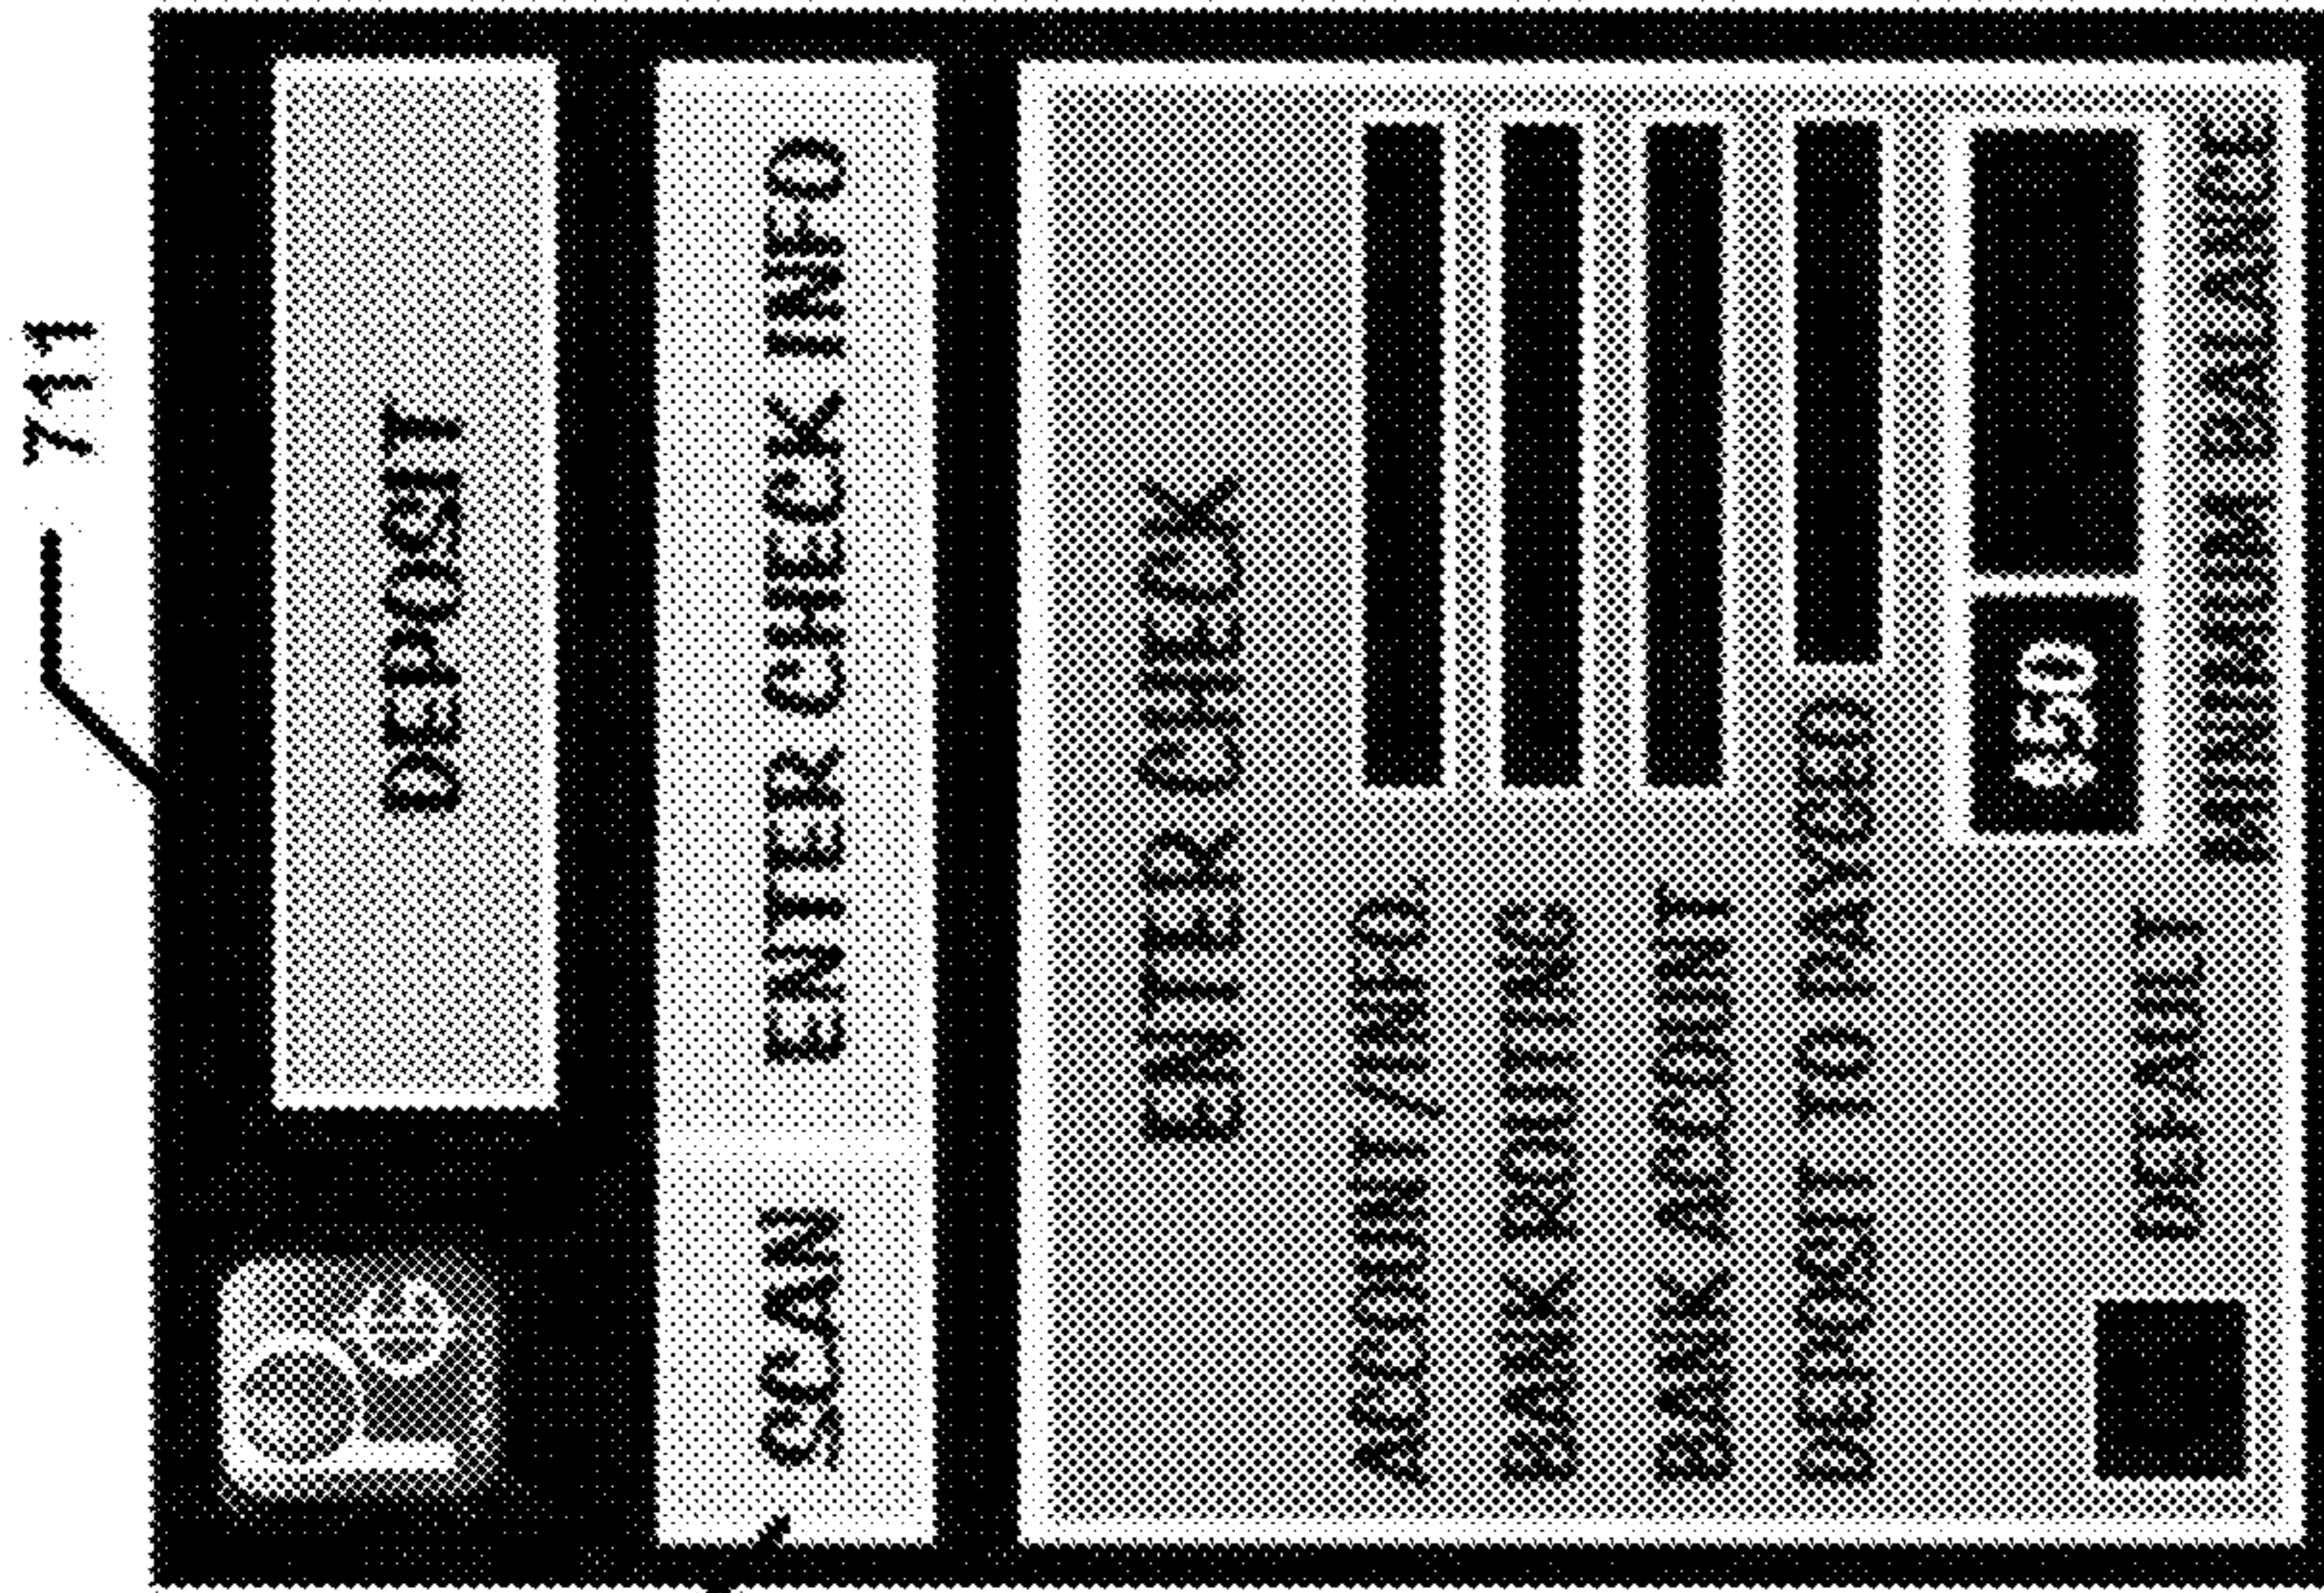 711
DEPOSIT
SCAN ENTER CHECK INFO
ENTER CHECK
ACCOUNT/INFO.
BANK ROUTING
BANK ACCOUNT
DEPOSIT TO PAYGEO
$50
DEFAULT
MINIMUM BALANCE